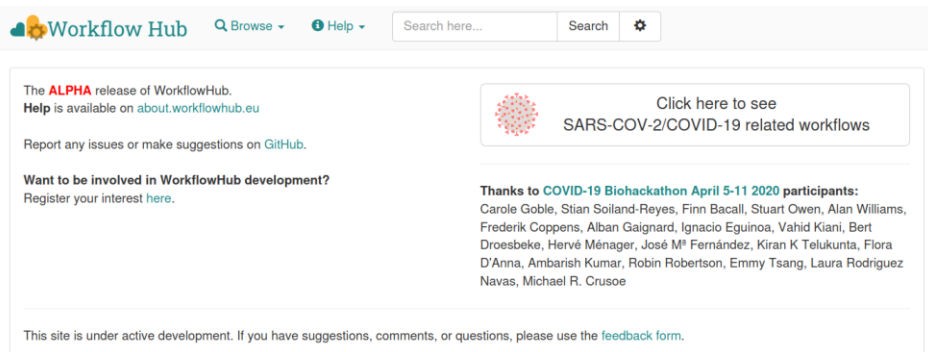 Workflow Hub Browse Help Search here... Search
The ALPHA release of WorkflowHub.
Help is available on about.workflowhub.eu
Report any issues or make suggestions on GitHub.
Want to be involved in WorkflowHub development?
Register your interest here.
Click here to see
SARS-COV-2/COVID-19 related workflows
Thanks to COVID-19 Biohackathon April 5-11 2020 participants:
Carole Goble, Stian Soiland-Reyes, Finn Bacall, Stuart Owen, Alan Williams,
Frederik Coppens, Alban Gaignard, Ignacio Eguinoa, Vahid Kiani, Bert
Droesbeke, Hervé Ménager, José Mª Fernández, Kiran K Telukunta, Flora
D'Anna, Ambarish Kumar, Robin Robertson, Emmy Tsang, Laura Rodriguez
Navas, Michael R. Crusoe
This site is under active development. If you have suggestions, comments, or questions, please use the feedback form.